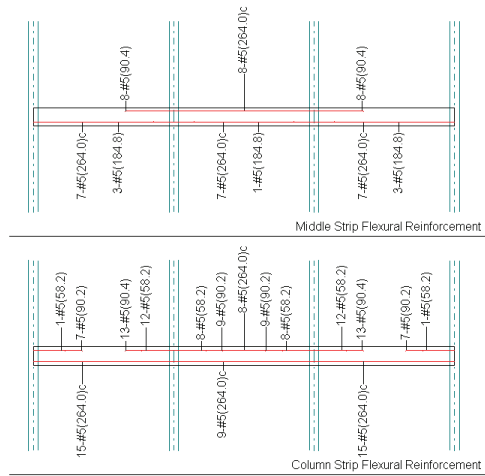 8-#5(90.4)
8-#5(264.0)c
8-#5(90.4)
7-#5(264.0)c
3-#5(184.8)
7-#5(264.0)c
1-#5(184.8)
7-#5(264.0)c
3-#5(184.8)
Middle Strip Flexural Reinforcement
1-#5(58.2)
7-#5(90.2)
13-#5(90.4)
12-#5(58.2)
8-#5(58.2)
9-#5(90.2)
8-#5(264.0)c
9-#5(90.2)
8-#5(58.2)
12-#5(58.2)
13-#5(90.4)
7-#5(90.2)
1-#5(58.2)
15-#5(264.0)c
9-#5(264.0)c
15-#5(264.0)c
Column Strip Flexural Reinforcement